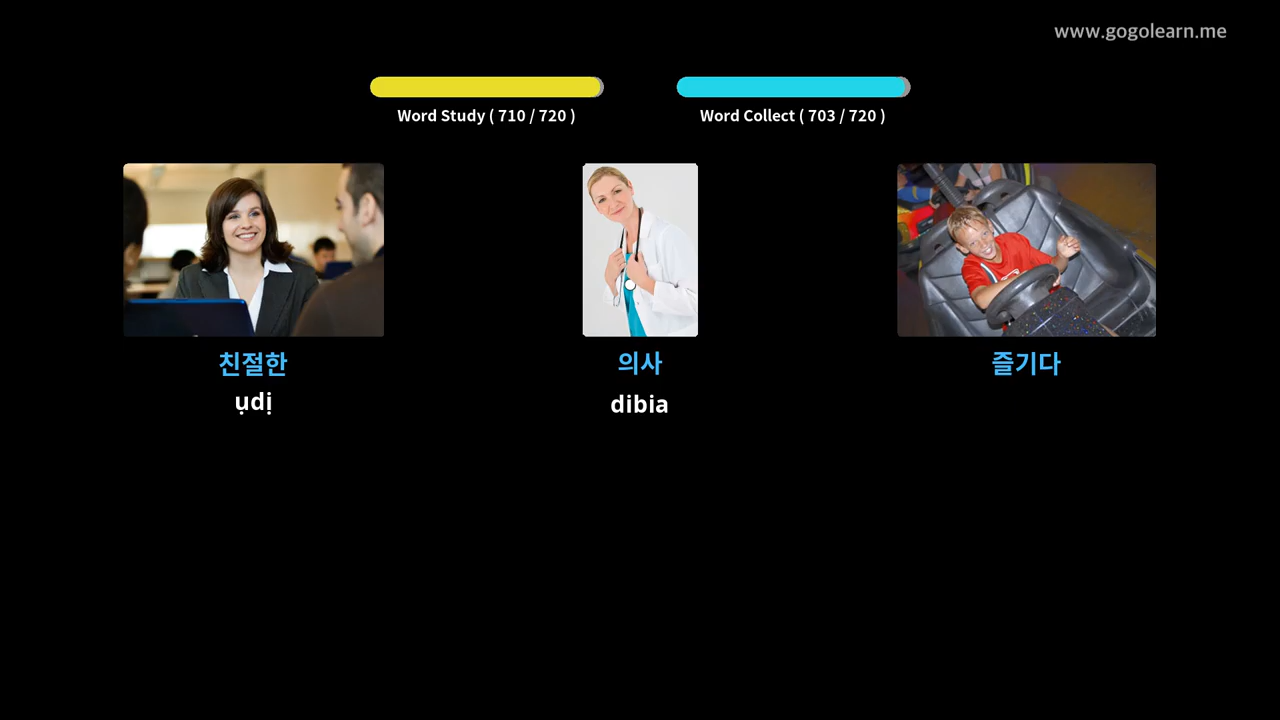 www.gogolearn.me
Word Study ( 710 / 720 )
Word Collect ( 703 / 720 )
친절한
ụdị
의사
dibia
즐기다